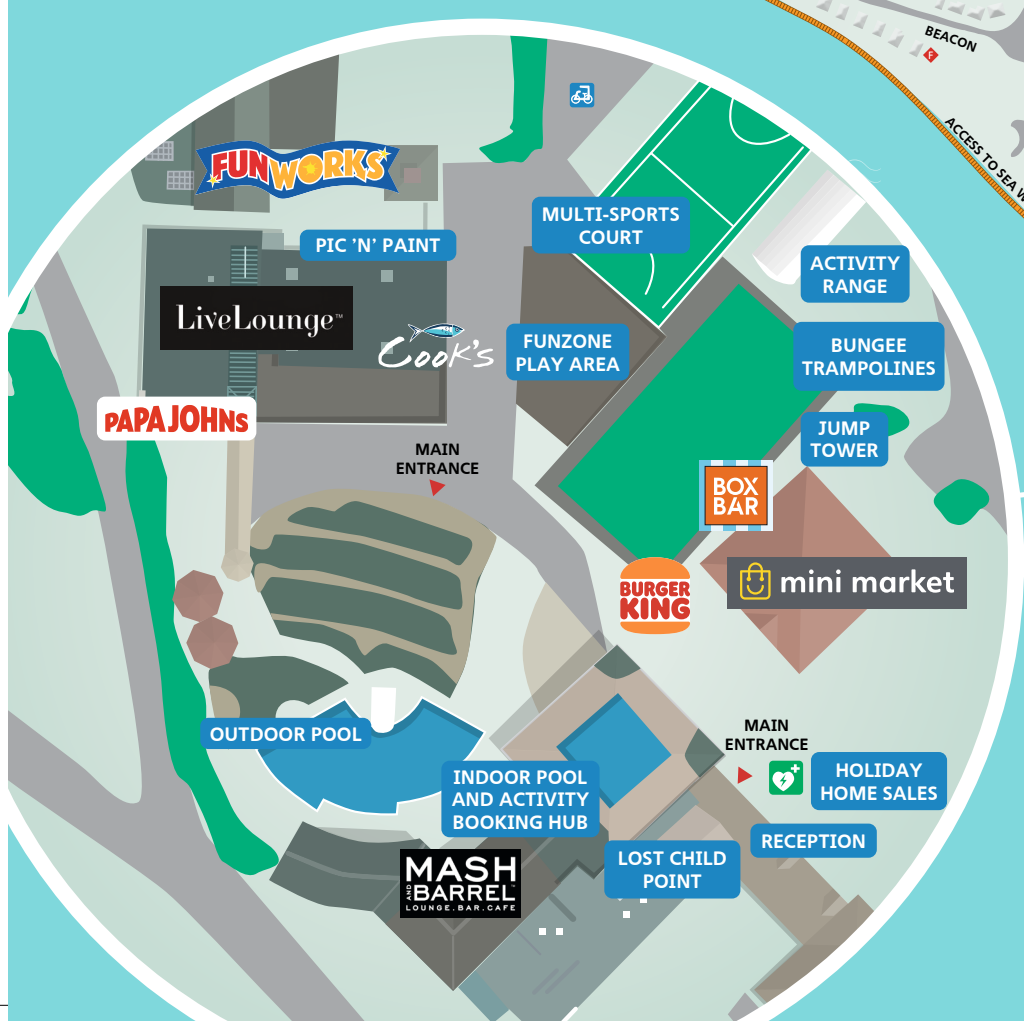 BEACON
F
ACCESS TO SEA W
FUNWORKS
MULTI-SPORTS
COURT
PIC 'N' PAINT
ACTIVITY
RANGE
LiveLounge™
Cook's
FUNZONE
PLAY AREA
BUNGEE
TRAMPOLINES
PAPA JOHNS
JUMP
TOWER
MAIN
ENTRANCE
BOX
BAR
BURGER
KING
mini market
OUTDOOR POOL
MAIN
ENTRANCE
INDOOR POOL
AND ACTIVITY
BOOKING HUB
HOLIDAY
HOME SALES
RECEPTION
LOST CHILD
POINT
MASH
AND BARREL™
LOUNGE.BAR.CAFE